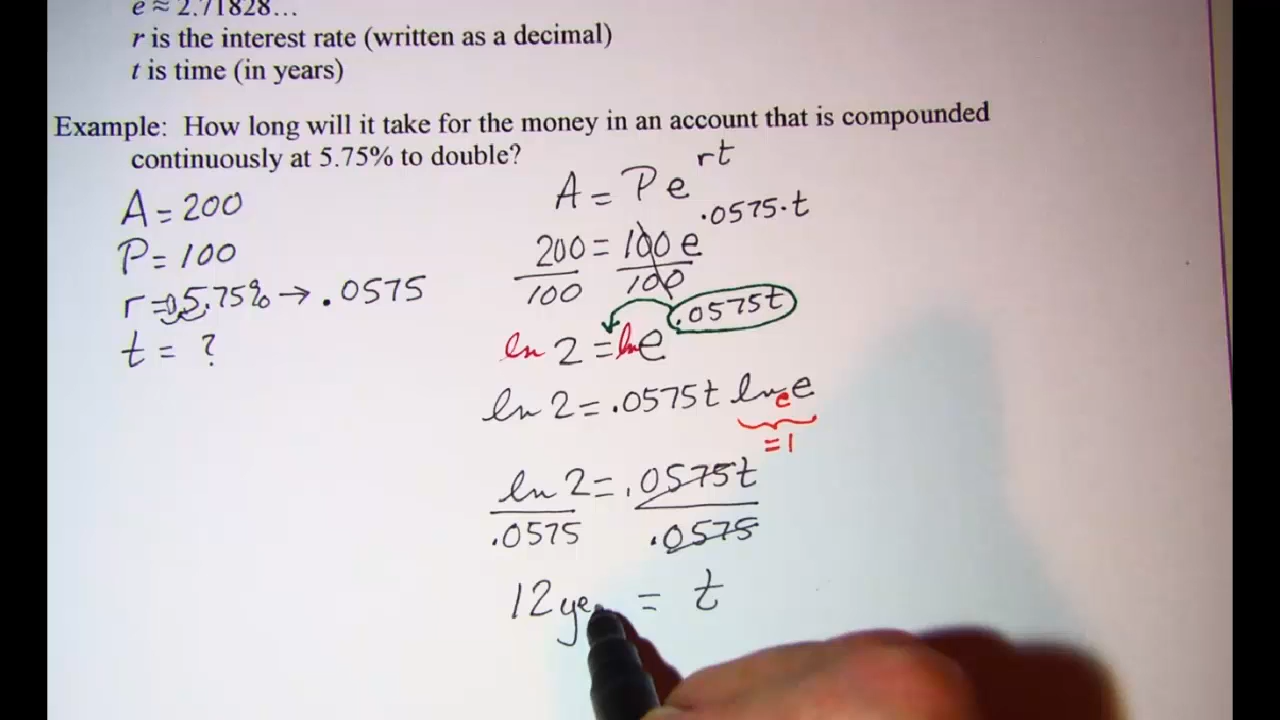 e ≈ 2.71828...
r is the interest rate (written as a decimal)
t is time (in years)
Example: How long will it take for the money in an account that is compounded
continuously at 5.75% to double?
A = 200
P = 100
r = 05.75% → .0575
t = ?
A = Pe^rt
200 = 100e^.0575·t
100 100
ln 2 = ln e^.0575t
ln 2 = .0575t ln_e e
= 1
ln 2 = .0575t
.0575 .0575
12 ye = t